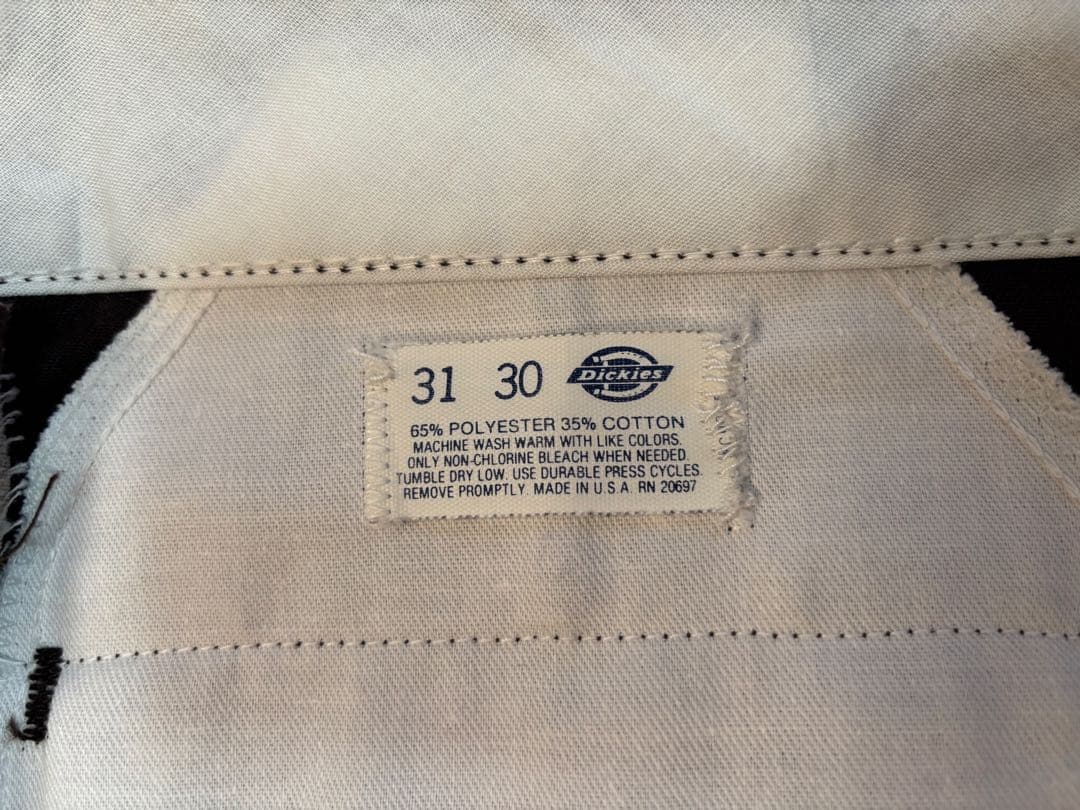 31 30 Dickies
65% POLYESTER 35% COTTON
MACHINE WASH WARM WITH LIKE COLORS.
ONLY NON-CHLORINE BLEACH WHEN NEEDED.
TUMBLE DRY LOW. USE DURABLE PRESS CYCLES.
REMOVE PROMPTLY. MADE IN U.S.A. RN 20697